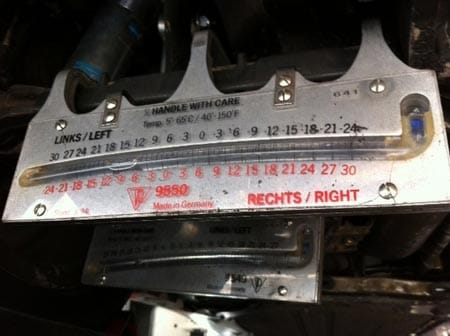 HANDLE WITH CARE
641
Temp. 5°65°C / 40°-150°F
LINKS / LEFT
30 27 24 21 18 15 12 9 6 3 0 3 6 9 12 15 18 21 24
24 21 18 15 12 9 6 3 0 3 6 9 12 15 18 21 24 27 30
9550
Made in Germany
RECHTS / RIGHT
HANDLE WITH CARE
LINKS / LEFT